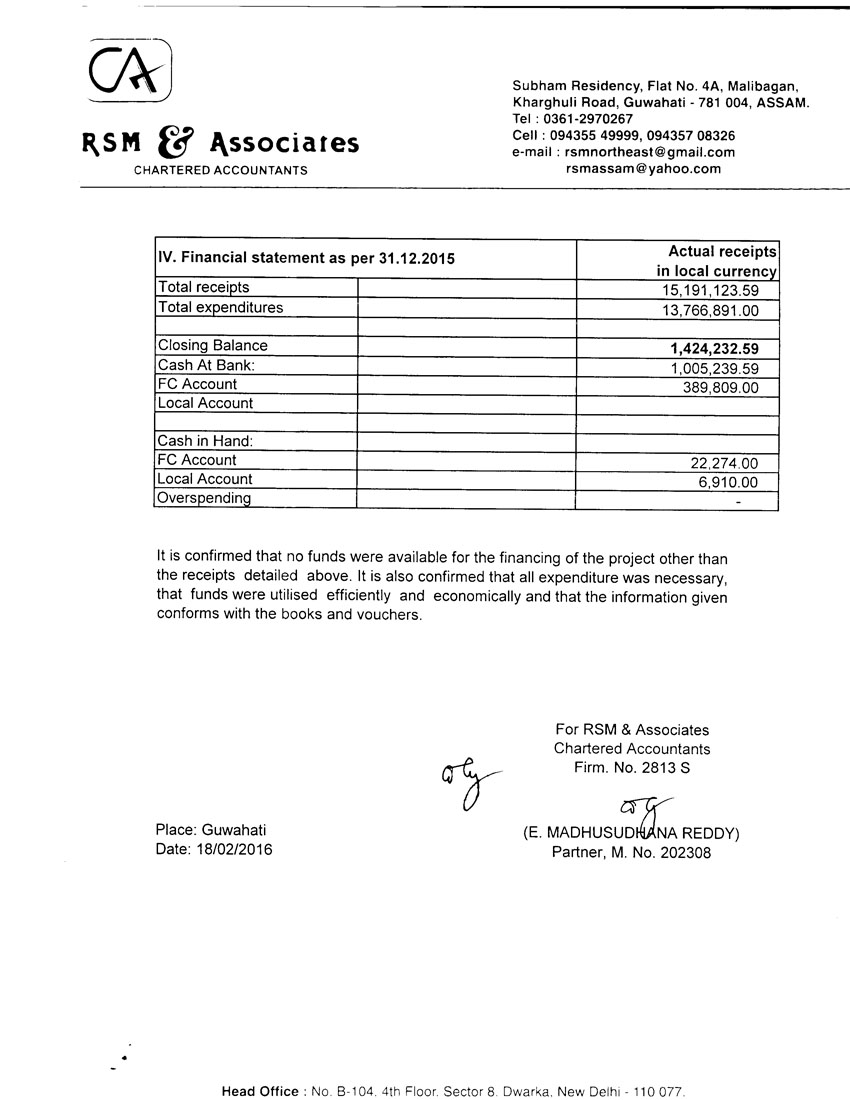 CA
RSM & Associates
CHARTERED ACCOUNTANTS
Subham Residency, Flat No. 4A, Malibagan,
Kharghuli Road, Guwahati - 781 004, ASSAM.
Tel : 0361-2970267
Cell : 094355 49999, 094357 08326
e-mail : rsmnortheast@gmail.com
rsmassam@yahoo.com
IV. Financial statement as per 31.12.2015 Actual receipts
in local currency
Total receipts 15,191,123.59
Total expenditures 13,766,891.00
Closing Balance 1,424,232.59
Cash At Bank: 1,005,239.59
FC Account 389,809.00
Local Account
Cash in Hand:
FC Account 22,274.00
Local Account 6,910.00
Overspending -
It is confirmed that no funds were available for the financing of the project other than
the receipts detailed above. It is also confirmed that all expenditure was necessary,
that funds were utilised efficiently and economically and that the information given
conforms with the books and vouchers.
For RSM & Associates
Chartered Accountants
Firm. No. 2813 S
Place: Guwahati
Date: 18/02/2016
(E. MADHUSUDHANA REDDY)
Partner, M. No. 202308
Head Office : No. B-104, 4th Floor, Sector 8, Dwarka, New Delhi - 110 077.